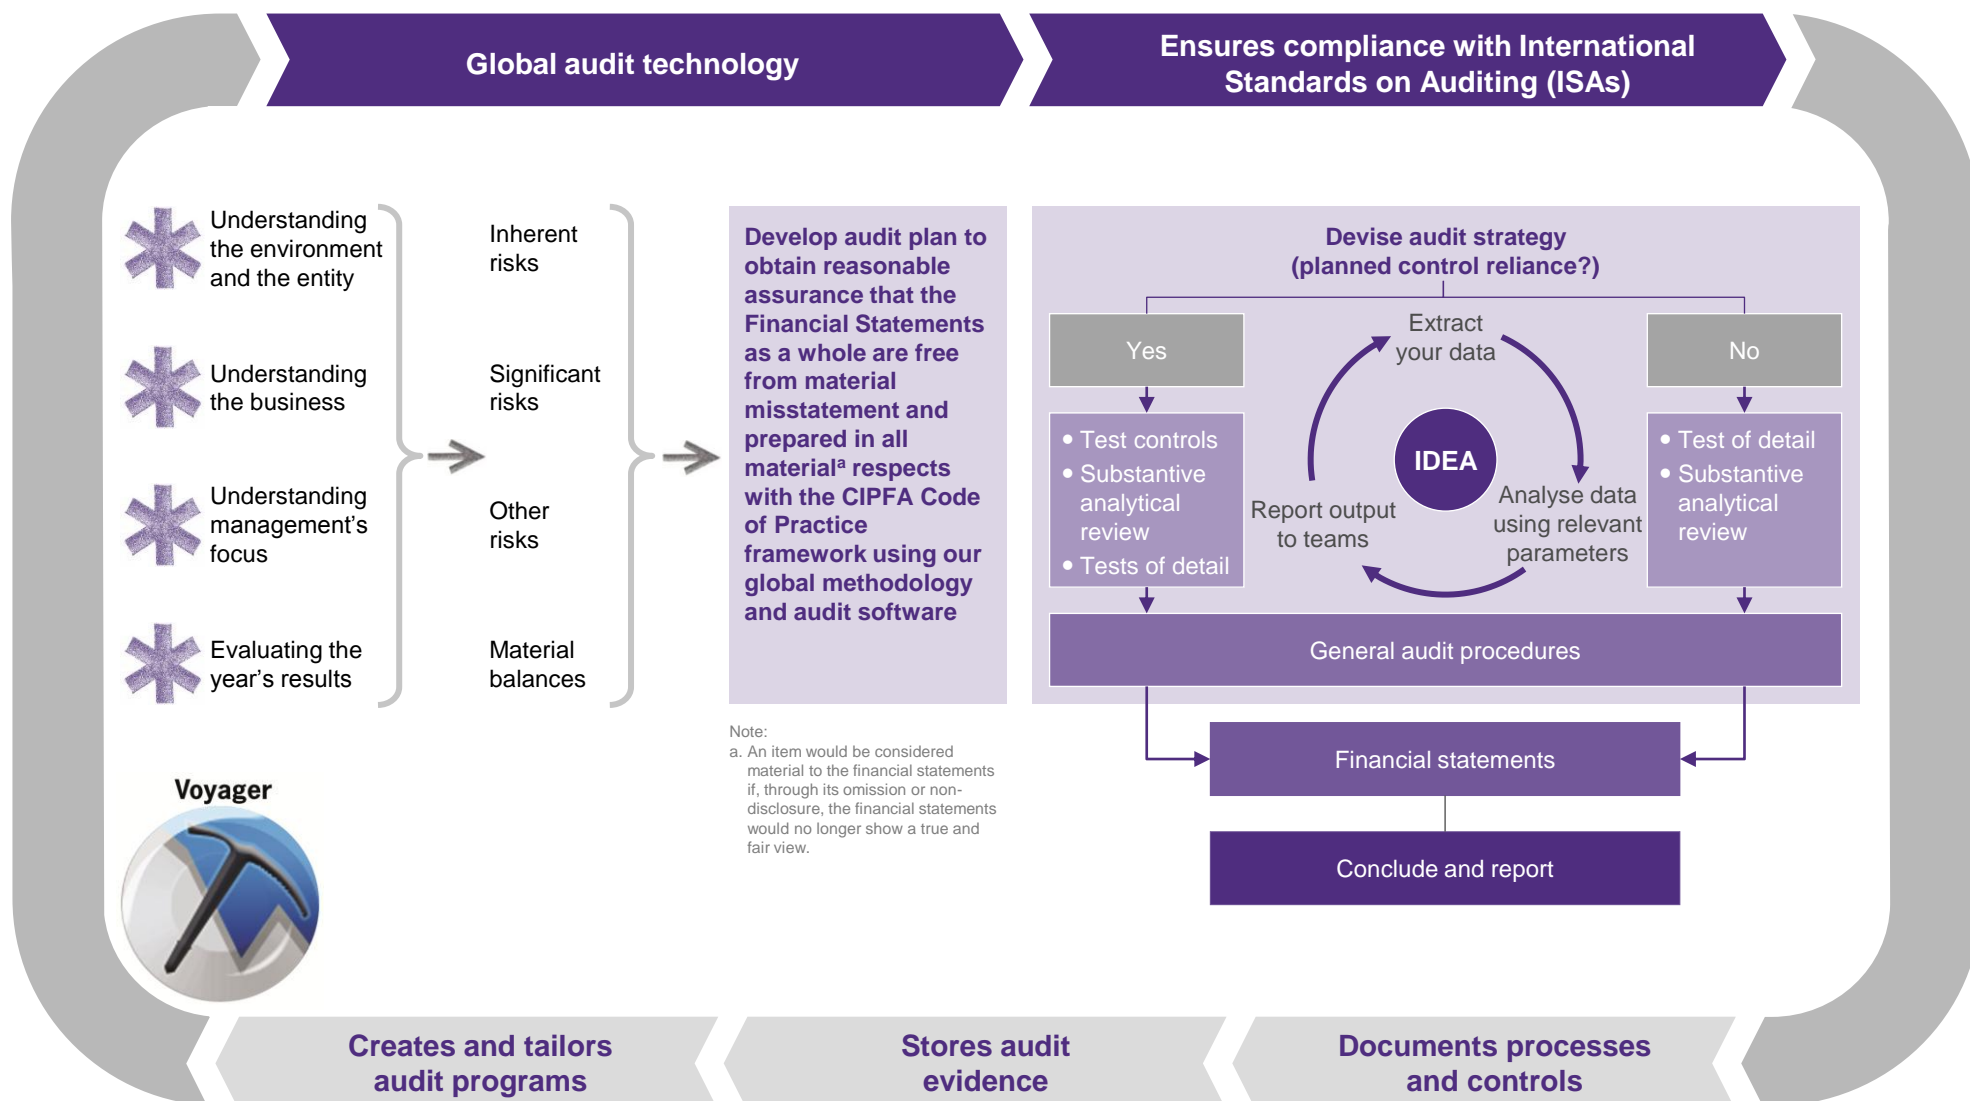 Global audit technology
Ensures compliance with International
Standards on Auditing (ISAs)
Understanding
the environment
and the entity
Understanding
the business
Understanding
management’s
focus
Evaluating the
year’s results
Inherent
risks
Significant
risks
Other
risks
Material
balances
Develop audit plan to
obtain reasonable
assurance that the
Financial Statements
as a whole are free
from material
misstatement and
prepared in all
materialᵃ respects
with the CIPFA Code
of Practice
framework using our
global methodology
and audit software
Note:
a. An item would be considered
material to the financial statements
if, through its omission or non-
disclosure, the financial statements
would no longer show a true and
fair view.
Devise audit strategy
(planned control reliance?)
Yes
• Test controls
• Substantive
analytical
review
• Tests of detail
Extract
your data
IDEA
Analyse data
using relevant
parameters
Report output
to teams
No
• Test of detail
• Substantive
analytical
review
General audit procedures
Financial statements
Conclude and report
Voyager
Creates and tailors
audit programs
Stores audit
evidence
Documents processes
and controls